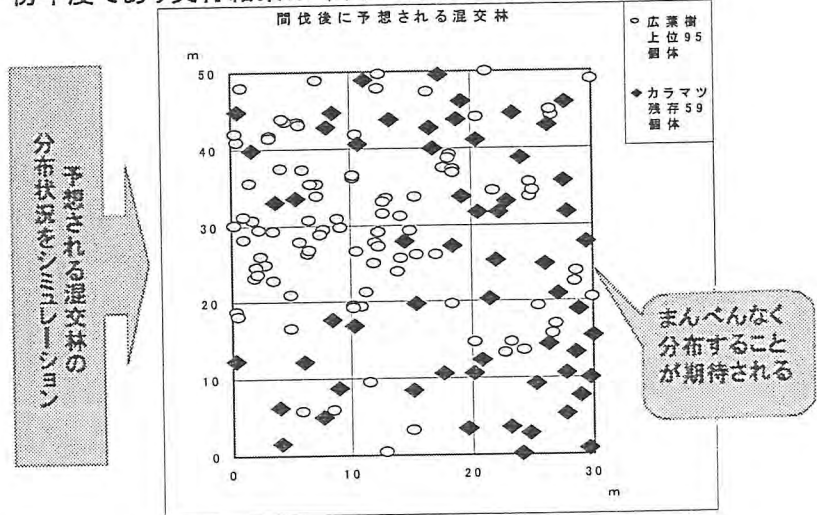 間伐後に予想される混交林
広葉樹
上位95
個体
カラマツ
残存59
個体
m
50
40
30
20
10
0
0
10
20
30
m
予想される混交林の
分布状況をシミュレーション
まんべんなく
分布すること
が期待される